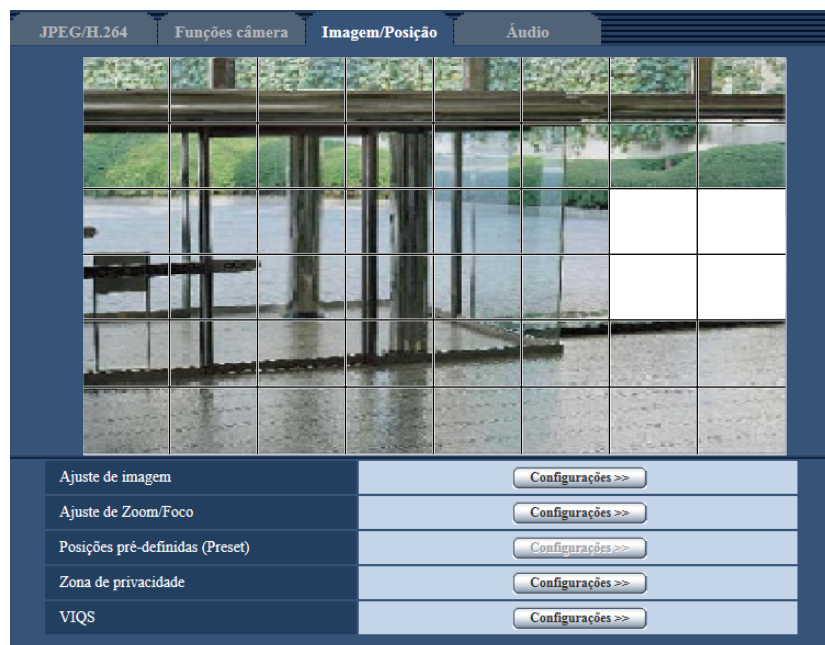 JPEG/H.264 Funções câmera Imagem/Posição Áudio
Ajuste de imagem Configurações >>
Ajuste de Zoom/Foco Configurações >>
Posições pré-definidas (Preset) Configurações >>
Zona de privacidade Configurações >>
VIQS Configurações >>